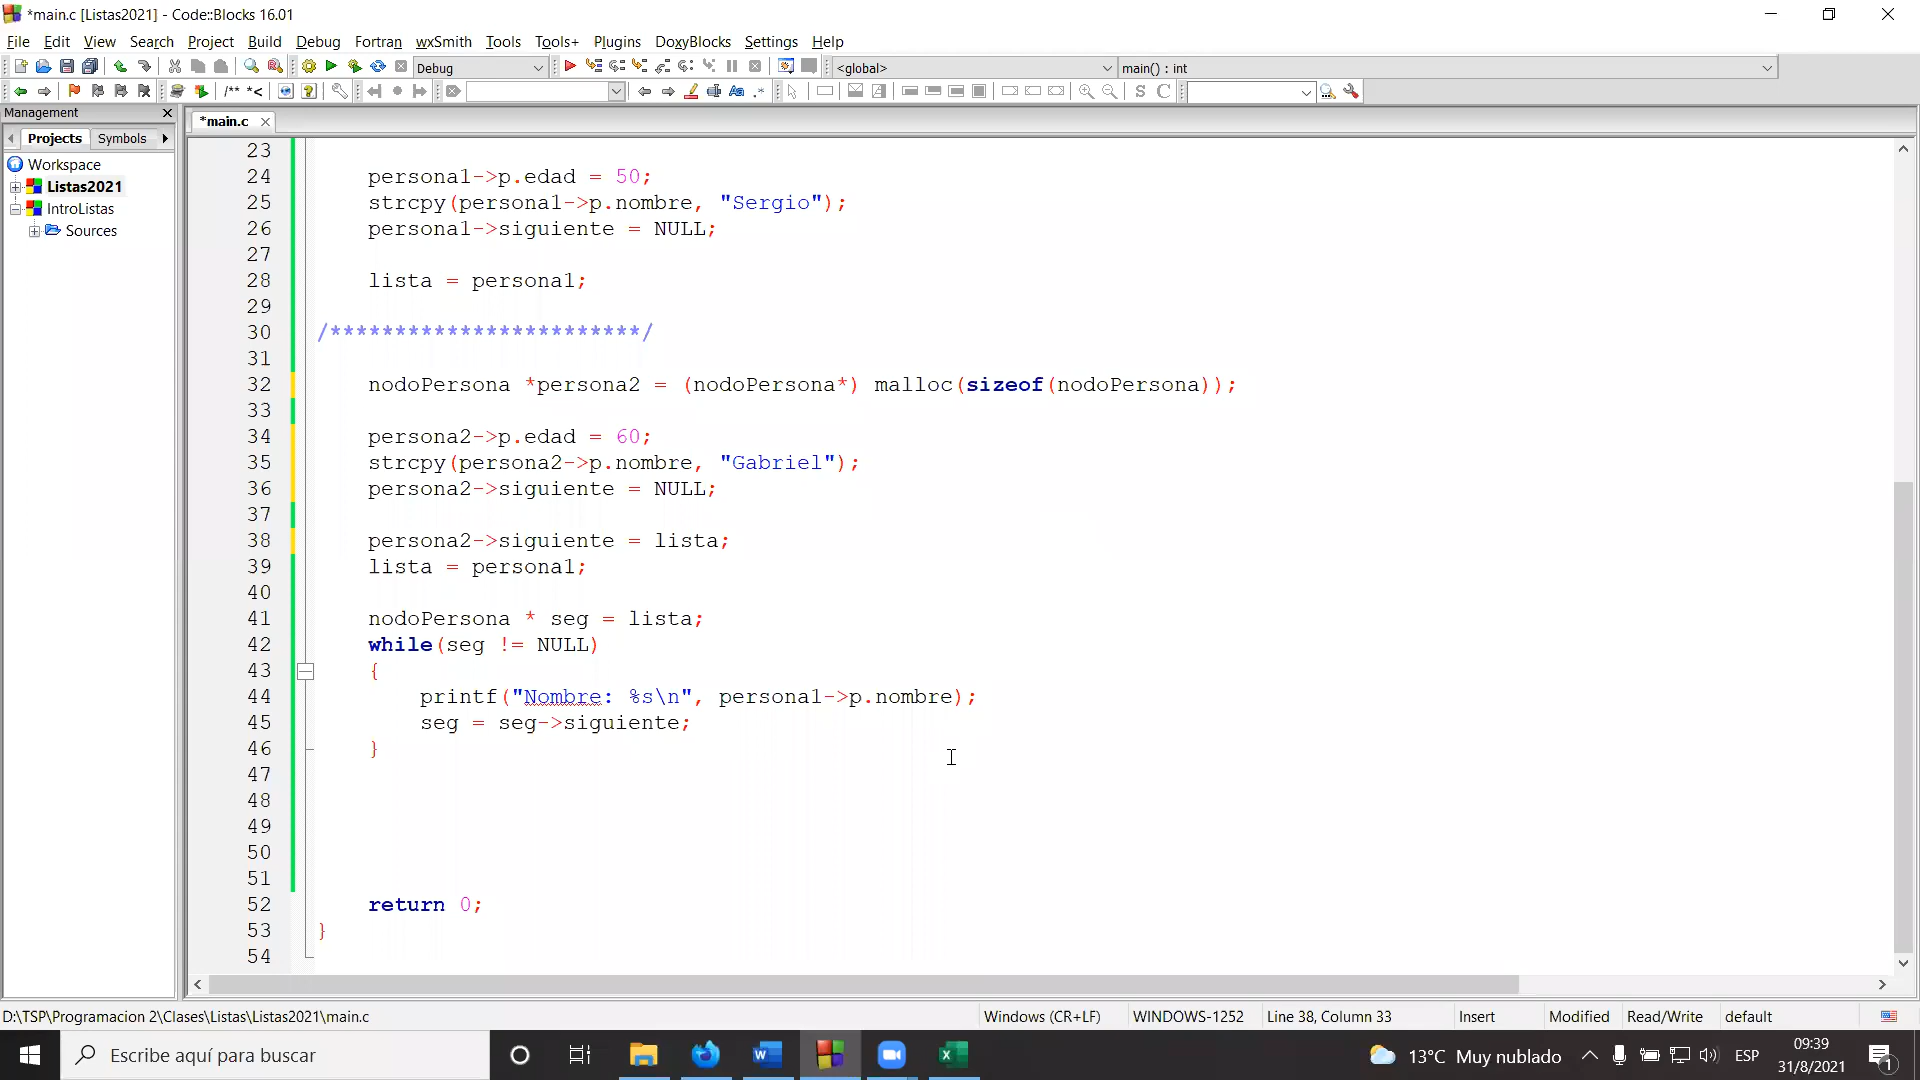 *main.c [Listas2021] - Code::Blocks 16.01
File Edit View Search Project Build Debug Fortran wxSmith Tools Tools+ Plugins DoxyBlocks Settings Help
Debug <global> main() : int
/** *<
S C
Management
*main.c
Projects Symbols
Workspace
Listas2021
IntroListas
Sources
23
24 persona1->p.edad = 50;
25 strcpy(persona1->p.nombre, "Sergio");
26 persona1->siguiente = NULL;
27
28 lista = persona1;
29
30 /************************/
31
32 nodoPersona *persona2 = (nodoPersona*) malloc(sizeof(nodoPersona));
33
34 persona2->p.edad = 60;
35 strcpy(persona2->p.nombre, "Gabriel");
36 persona2->siguiente = NULL;
37
38 persona2->siguiente = lista;
39 lista = persona1;
40
41 nodoPersona * seg = lista;
42 while(seg != NULL)
43 {
44 printf("Nombre: %s\n", persona1->p.nombre);
45 seg = seg->siguiente;
46 }
47
48
49
50
51
52 return 0;
53 }
54
D:\TSP\Programacion 2\Clases\Listas\Listas2021\main.c Windows (CR+LF) WINDOWS-1252 Line 38, Column 33 Insert Modified Read/Write default
Escribe aquí para buscar
13°C Muy nublado ESP 09:39
31/8/2021
1